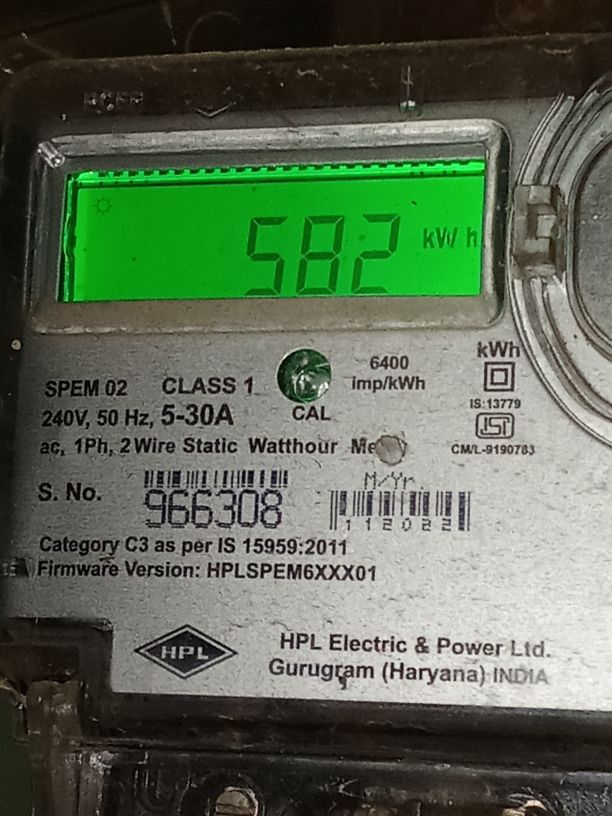 582 kW h
SPEM 02 CLASS 1
CAL
6400
imp/kWh
kWh
240V, 50 Hz, 5-30A
IS:13779
ISI
CM/L-9190783
ac, 1Ph, 2 Wire Static Watthour
S. No. 966308
M/Yr.
112022
Category C3 as per IS 15959:2011
Firmware Version: HPLSPEM6XXX01
HPL
HPL Electric & Power Ltd.
Gurugram (Haryana) INDIA